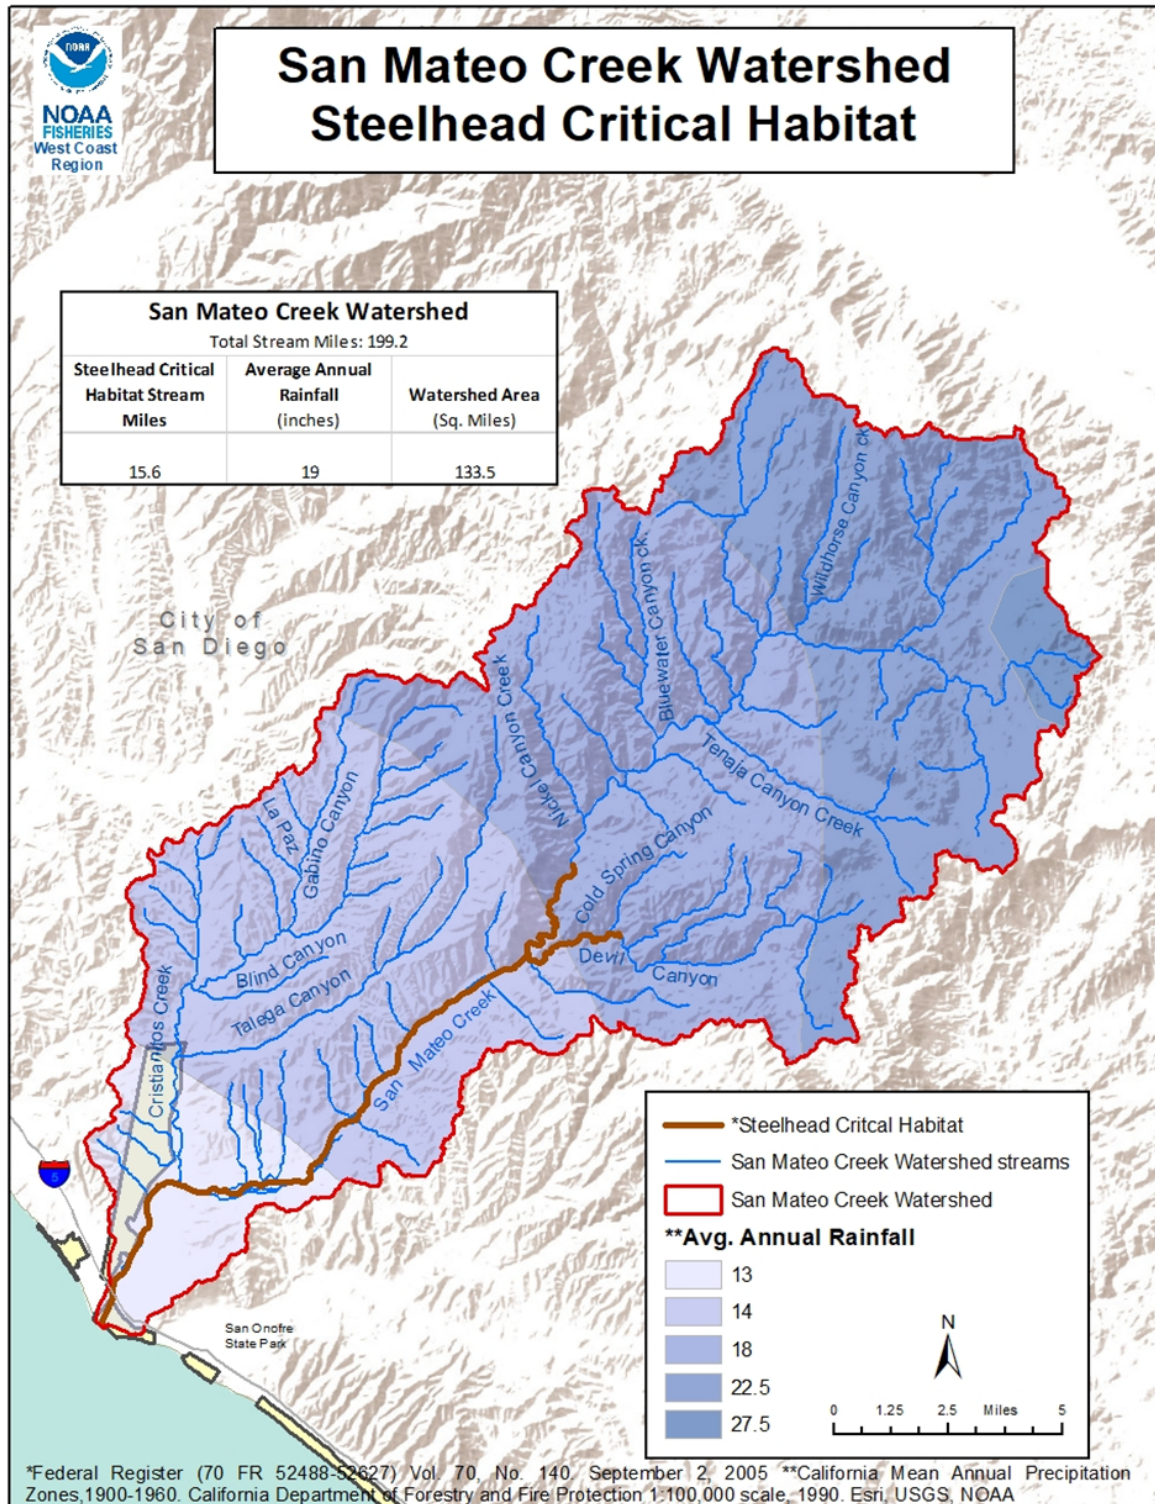 San Mateo Creek Watershed
Steelhead Critical Habitat
NOAA
NOAA
FISHERIES
West Coast
Region
San Mateo Creek Watershed
Total Stream Miles: 199.2
Steelhead Critical
Habitat Stream
Miles
Average Annual
Rainfall
(inches)
Watershed Area
(Sq. Miles)
15.6
19
133.5
City of
San Diego
Wildhorse Canyon ck
Bluewater Canyon ck.
Nickel Canyon Creek
Tenaja Canyon Creek
La Paz
Gabino Canyon
Cold Spring Canyon
Devil Canyon
Blind Canyon
Talega Canyon
Cristianitos Creek
San Mateo Creek
5
San Onofre
State Park
*Steelhead Critcal Habitat
San Mateo Creek Watershed streams
San Mateo Creek Watershed
**Avg. Annual Rainfall
13
14
18
22.5
27.5
N
0 1.25 2.5 Miles 5
*Federal Register (70 FR 52488-52627) Vol. 70, No. 140, September 2, 2005 **California Mean Annual Precipitation
Zones,1900-1960. California Department of Forestry and Fire Protection 1:100,000 scale, 1990. Esri, USGS, NOAA